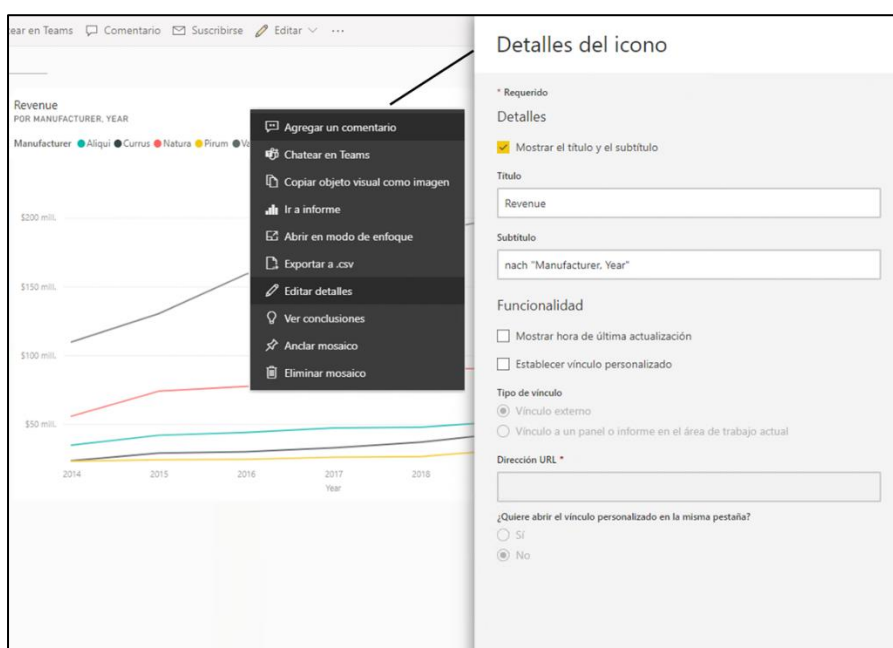 ear en Teams Comentario Suscribirse Editar ···
Revenue
POR MANUFACTURER, YEAR
Manufacturer Aliqui Currus Natura Pirum Va
$200 mill.
$150 mill.
$100 mill.
$50 mill.
2014 2015 2016 2017 2018
Year
Agregar un comentario
Chatear en Teams
Copiar objeto visual como imagen
Ir a informe
Abrir en modo de enfoque
Exportar a .csv
Editar detalles
Ver conclusiones
Anclar mosaico
Eliminar mosaico
Detalles del icono
* Requerido
Detalles
Mostrar el título y el subtítulo
Título
Revenue
Subtítulo
nach "Manufacturer, Year"
Funcionalidad
Mostrar hora de última actualización
Establecer vínculo personalizado
Tipo de vínculo
Vínculo externo
Vínculo a un panel o informe en el área de trabajo actual
Dirección URL *
¿Quiere abrir el vínculo personalizado en la misma pestaña?
Sí
No